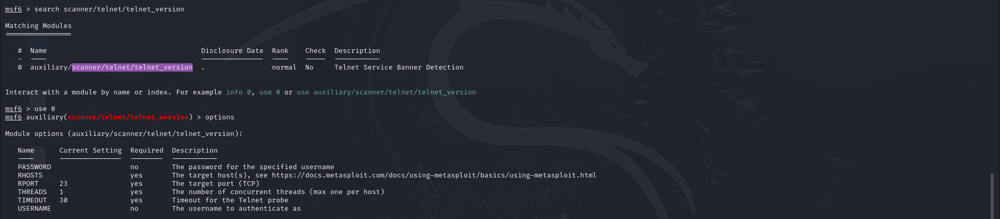 msf6 > search scanner/telnet/telnet_version
Matching Modules
================
# Name Disclosure Date Rank Check Description
- ---- --------------- ---- ----- -----------
0 auxiliary/scanner/telnet/telnet_version . normal No Telnet Service Banner Detection
Interact with a module by name or index. For example info 0, use 0 or use auxiliary/scanner/telnet/telnet_version
msf6 > use 0
msf6 auxiliary(scanner/telnet/telnet_version) > options
Module options (auxiliary/scanner/telnet/telnet_version):
Name Current Setting Required Description
---- --------------- -------- -----------
PASSWORD no The password for the specified username
RHOSTS yes The target host(s), see https://docs.metasploit.com/docs/using-metasploit/basics/using-metasploit.html
RPORT 23 yes The target port (TCP)
THREADS 1 yes The number of concurrent threads (max one per host)
TIMEOUT 30 yes Timeout for the Telnet probe
USERNAME no The username to authenticate as